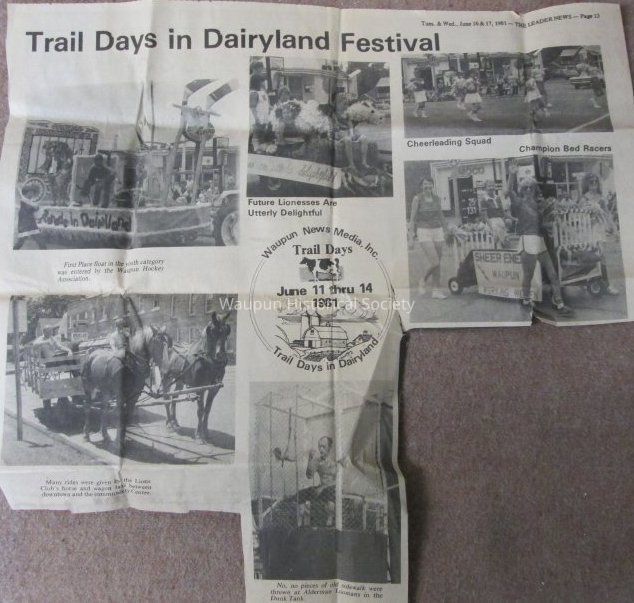 Tues. & Wed., June 16 & 17, 1981 — THE LEADER NEWS — Page 13
Trail Days in Dairyland Festival
First Place float in the youth category
was entered by the Waupun Hockey
Association.
Future Lionesses Are
Utterly Delightful
Cheerleading Squad
Champion Bed Racers
SHEER ENE
WAUPUN
Waupun News Media, Inc.
Trail Days
June 11 thru 14
1981
Trail Days in Dairyland
Waupun Historical Society
Many rides were given by the Lions
Club's horse and wagon team between
downtown and the community Center.
No, no pieces of old sidewalk were
thrown at Alderman Loomans in the
Dunk Tank.